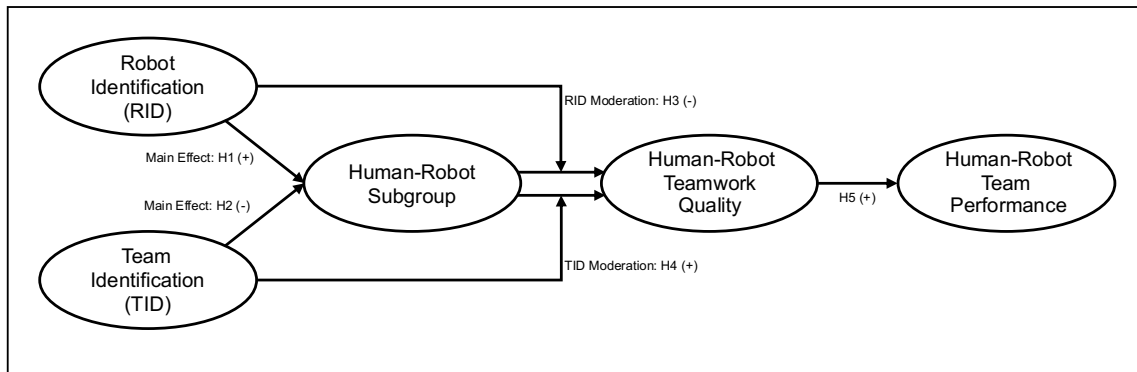 Robot
Identification
(RID)
RID Moderation: H3 (-)
Main Effect: H1 (+)
Human-Robot
Subgroup
Human-Robot
Teamwork
Quality
Human-Robot
Team
Performance
H5 (+)
Main Effect: H2 (-)
Team
Identification
(TID)
TID Moderation: H4 (+)